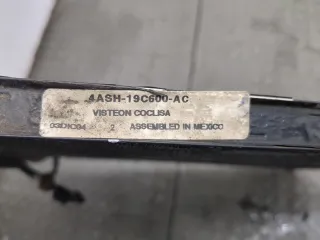 4ASH-19C600-AC
VISTEON COCLISA
2 ASSEMBLED IN MEXICO